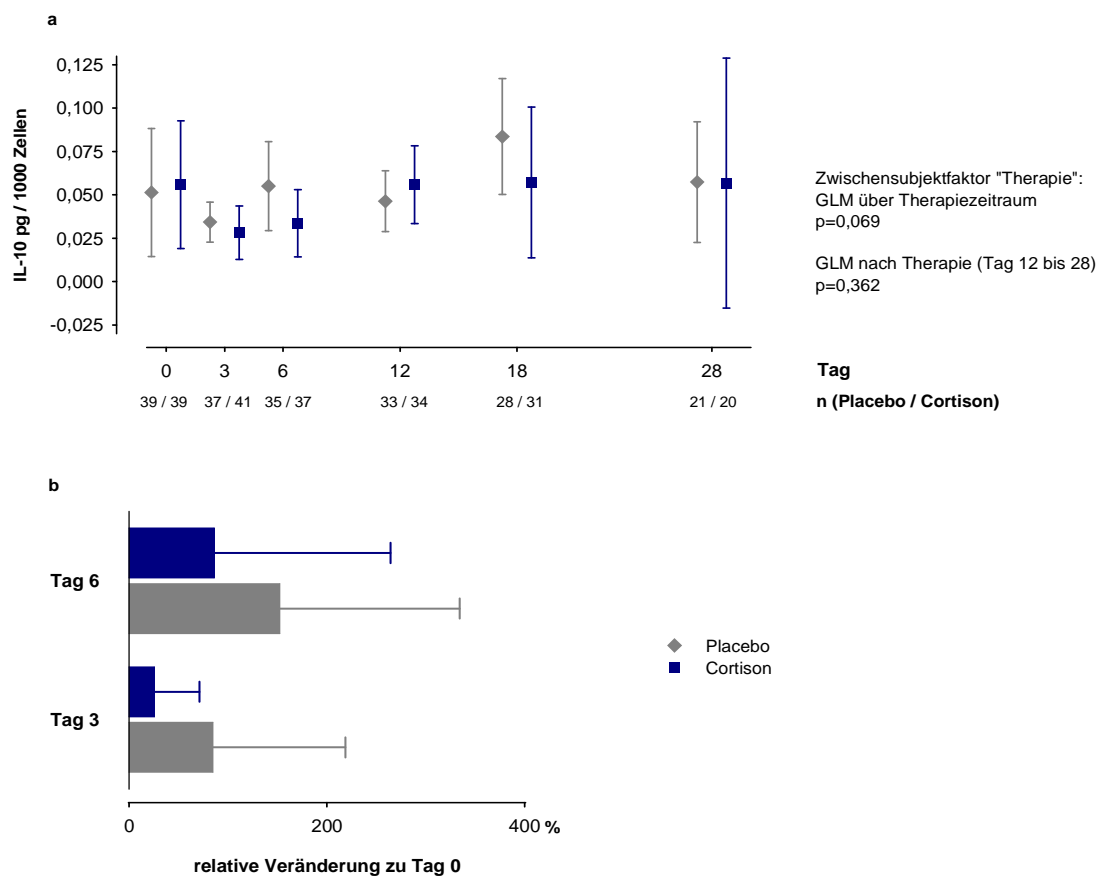 a
0,125
0,100
0,075
0,050
0,025
0,000
-0,025
IL-10 pg / 1000 Zellen
Zwischensubjektfaktor "Therapie":
GLM über Therapiezeitraum
p=0,069
GLM nach Therapie (Tag 12 bis 28)
p=0,362
0 3 6 12 18 28 Tag
39 / 39 37 / 41 35 / 37 33 / 34 28 / 31 21 / 20 n (Placebo / Cortison)
b
Tag 6
Tag 3
Placebo
Cortison
0 200 400 %
relative Veränderung zu Tag 0